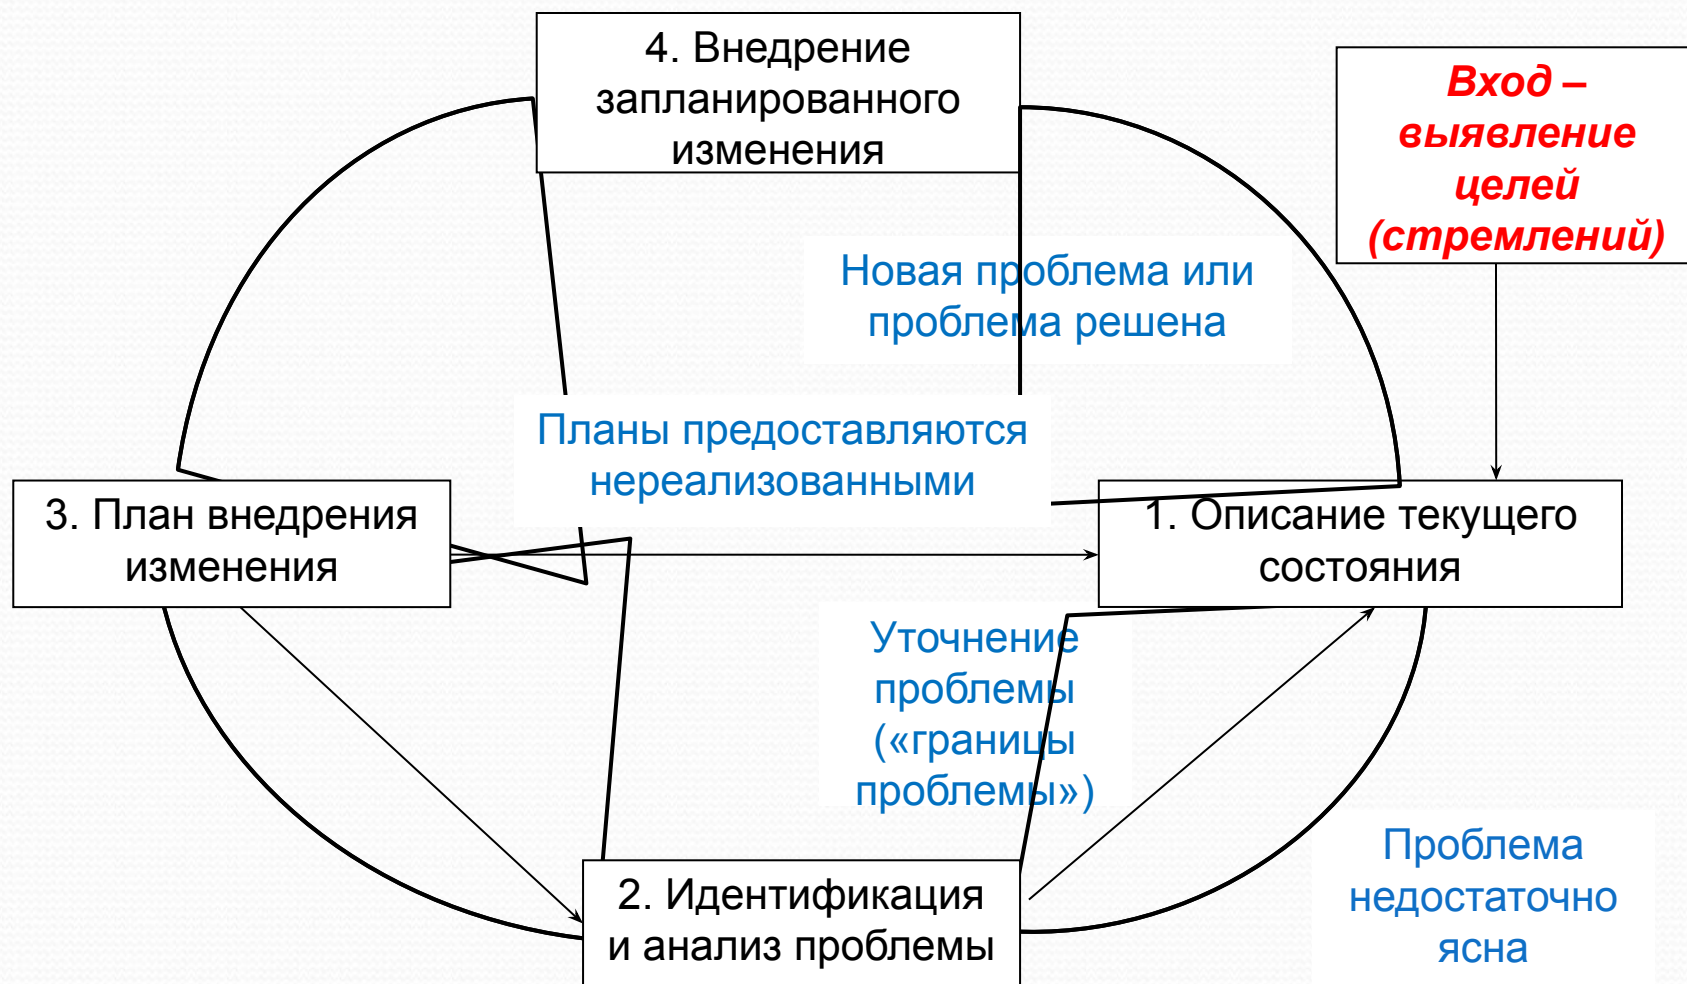 4. Внедрение
запланированного
изменения
Вход –
выявление
целей
(стремлений)
Новая проблема или
проблема решена
Планы предоставляются
нереализованными
3. План внедрения
изменения
1. Описание текущего
состояния
Уточнение
проблемы
(«границы
проблемы»)
Проблема
недостаточно
ясна
2. Идентификация
и анализ проблемы